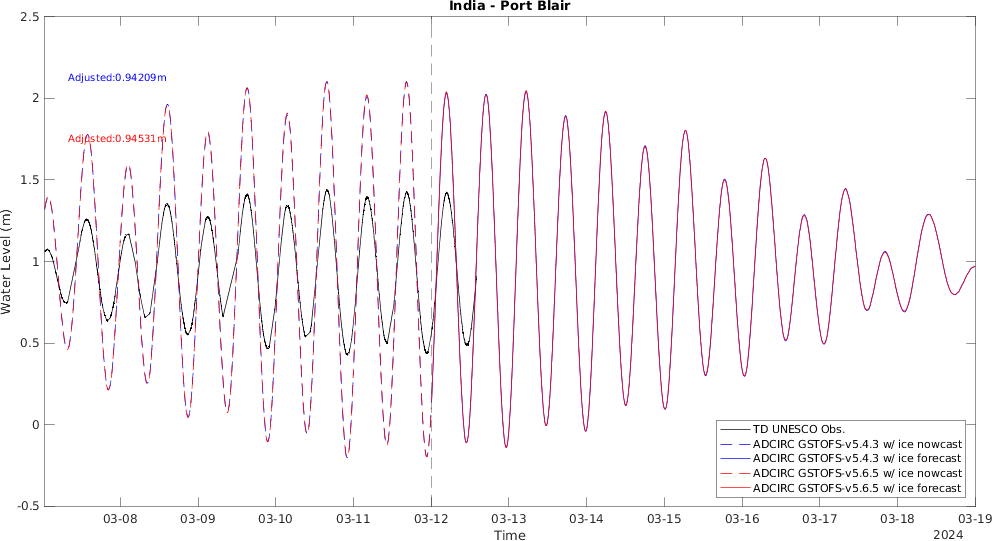 India - Port Blair
2.5
2
1.5
1
0.5
0
-0.5
Water Level (m)
Adjusted:0.94209m
Adjusted:0.94531m
TD UNESCO Obs.
ADCIRC GSTOFS-v5.4.3 w/ ice nowcast
ADCIRC GSTOFS-v5.4.3 w/ ice forecast
ADCIRC GSTOFS-v5.6.5 w/ ice nowcast
ADCIRC GSTOFS-v5.6.5 w/ ice forecast
03-08 03-09 03-10 03-11 03-12 03-13 03-14 03-15 03-16 03-17 03-18 03-19
Time
2024